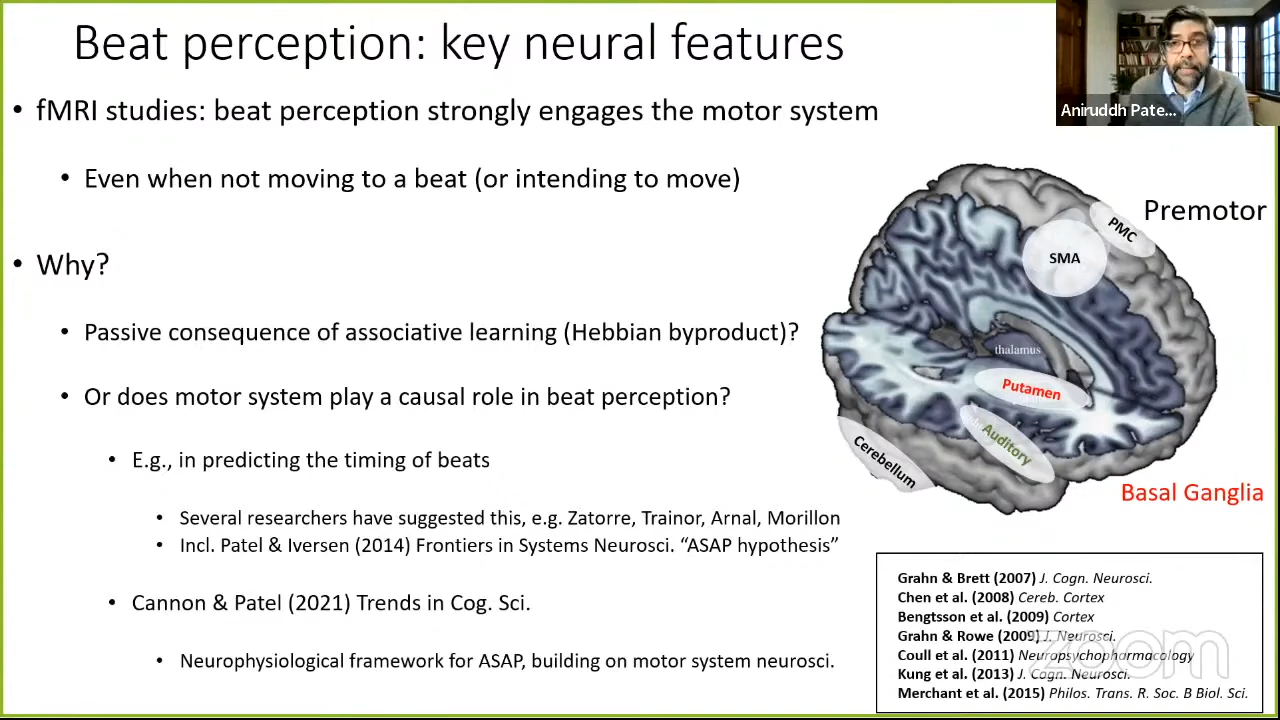 Beat perception: key neural features
Aniruddh Pate...
• fMRI studies: beat perception strongly engages the motor system
• Even when not moving to a beat (or intending to move)
• Why?
• Passive consequence of associative learning (Hebbian byproduct)?
• Or does motor system play a causal role in beat perception?
• E.g., in predicting the timing of beats
• Several researchers have suggested this, e.g. Zatorre, Trainor, Arnal, Morillon
• Incl. Patel & Iversen (2014) Frontiers in Systems Neurosci. “ASAP hypothesis”
• Cannon & Patel (2021) Trends in Cog. Sci.
• Neurophysiological framework for ASAP, building on motor system neurosci.
Premotor
PMC
SMA
thalamus
Putamen
Auditory
Cerebellum
Basal Ganglia
Grahn & Brett (2007) J. Cogn. Neurosci.
Chen et al. (2008) Cereb. Cortex
Bengtsson et al. (2009) Cortex
Grahn & Rowe (2009) J. Neurosci.
Coull et al. (2011) Neuropsychopharmacology
Kung et al. (2013) J. Cogn. Neurosci.
Merchant et al. (2015) Philos. Trans. R. Soc. B Biol. Sci.
zoom